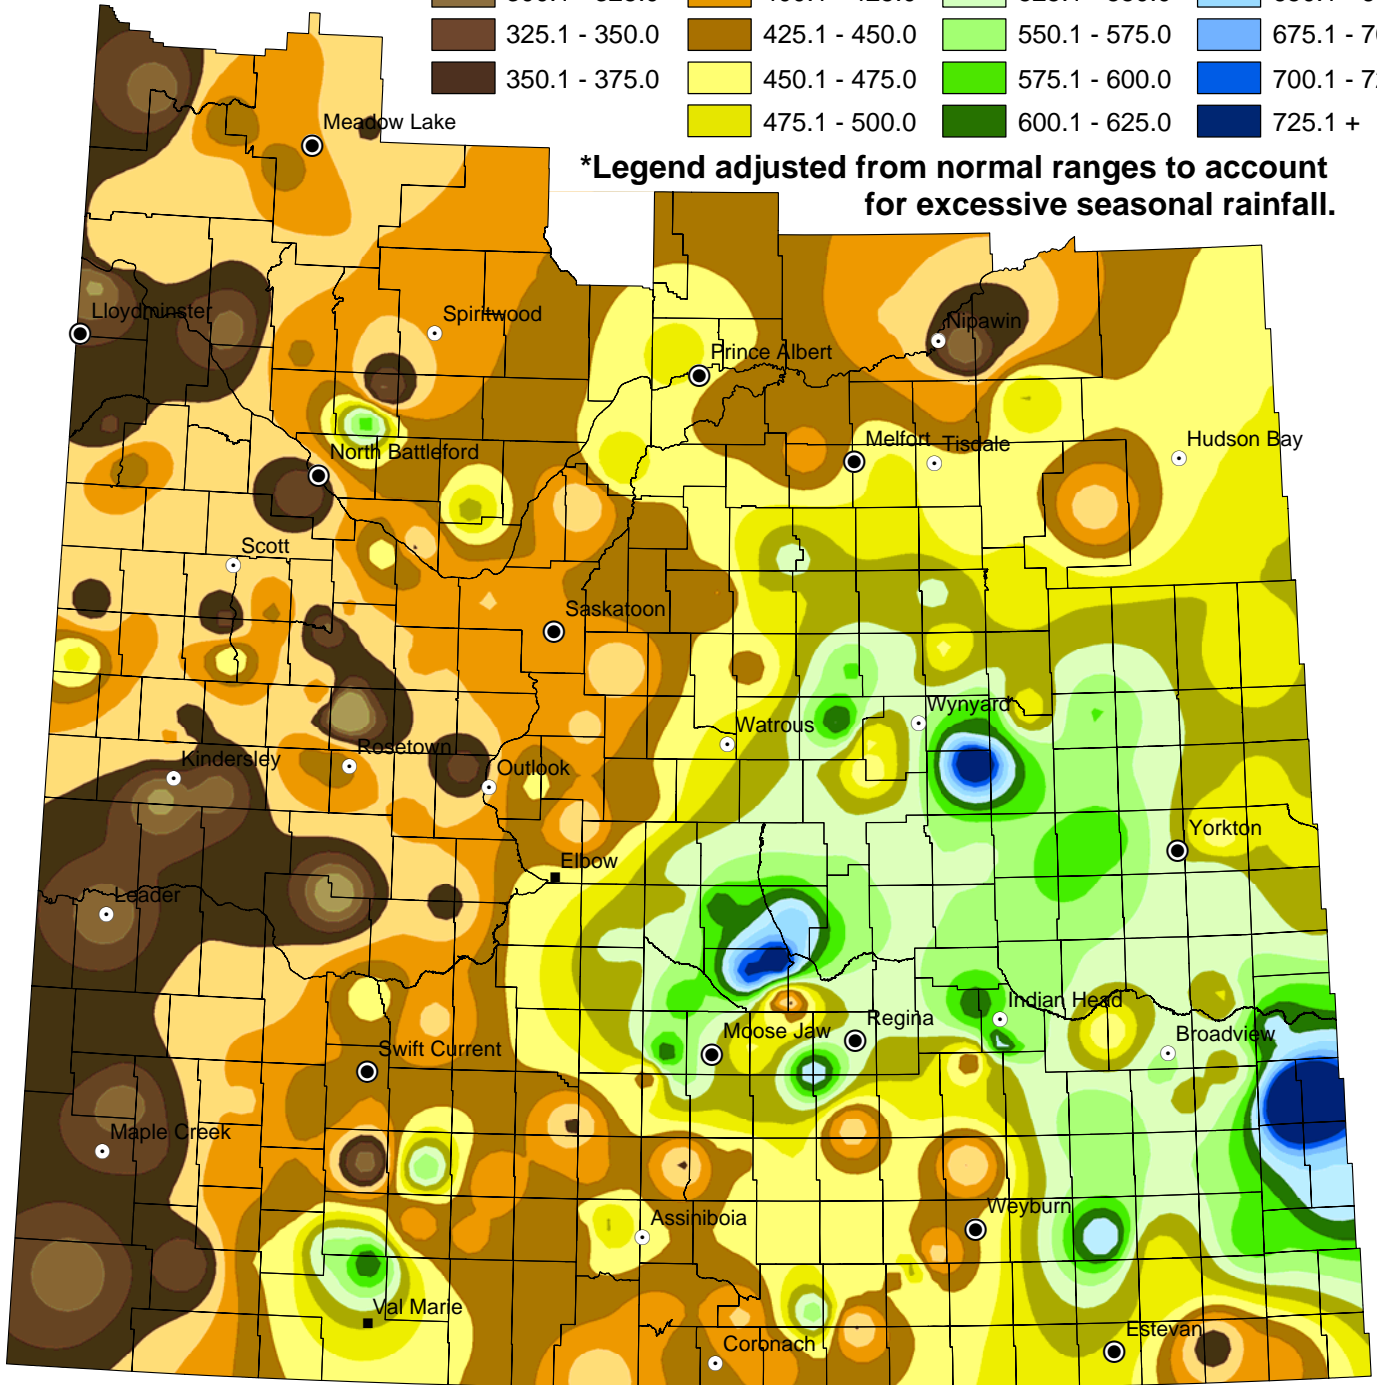 325.1 - 350.0
425.1 - 450.0
550.1 - 575.0
350.1 - 375.0
450.1 - 475.0
575.1 - 600.0
700.1 -
475.1 - 500.0
600.1 - 625.0
725.1 +
675.1 -
*Legend adjusted from normal ranges to account
for excessive seasonal rainfall.
Meadow Lake
Lloydminster
Spiritwood
Nipawin
Prince Albert
North Battleford
Melfort
Tisdale
Hudson Bay
Scott
Saskatoon
Watrous
Wynyard
Kindersley
Rosetown
Outlook
Yorkton
Elbow
Leader
Indian Head
Moose Jaw
Regina
Broadview
Swift Current
Maple Creek
Assiniboia
Weyburn
Val Marie
Coronach
Estevan